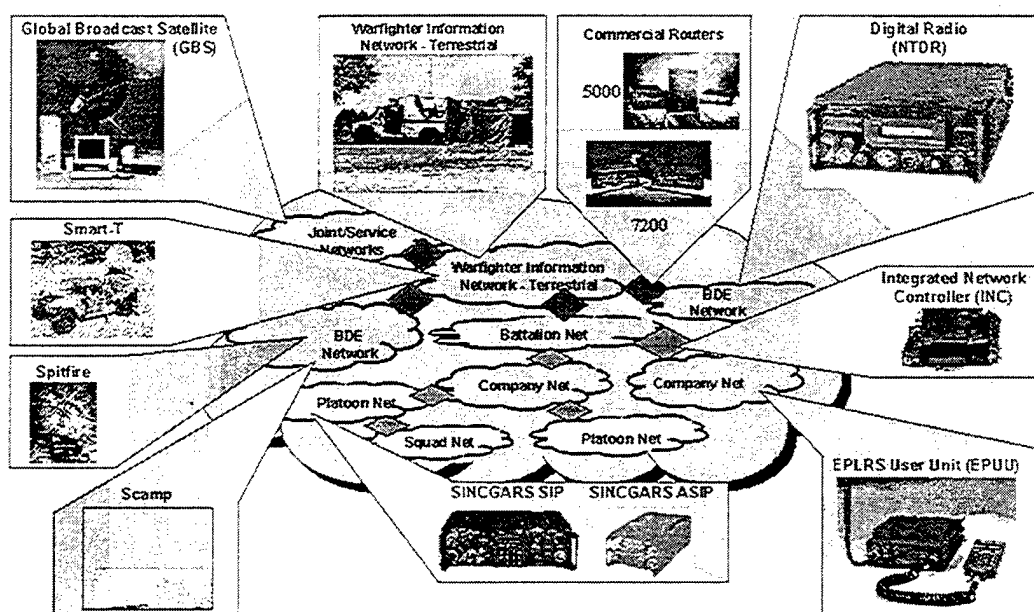 Global Broadcast Satellite
(GBS)
Warfighter Information
Network - Terrestrial
Commercial Routers
5000
7200
Digital Radio
(NTDR)
Smart-T
Joint/Service
Networks
Warfighter Information
Network - Terrestrial
BDE
Network
Integrated Network
Controller (INC)
BDE
Network
Battalion Net
Spitfire
Platoon Net
Company Net
Company Net
Squad Net
Platoon Net
Scamp
SINCGARS SIP
SINCGARS ASIP
EPLRS User Unit (EPUU)